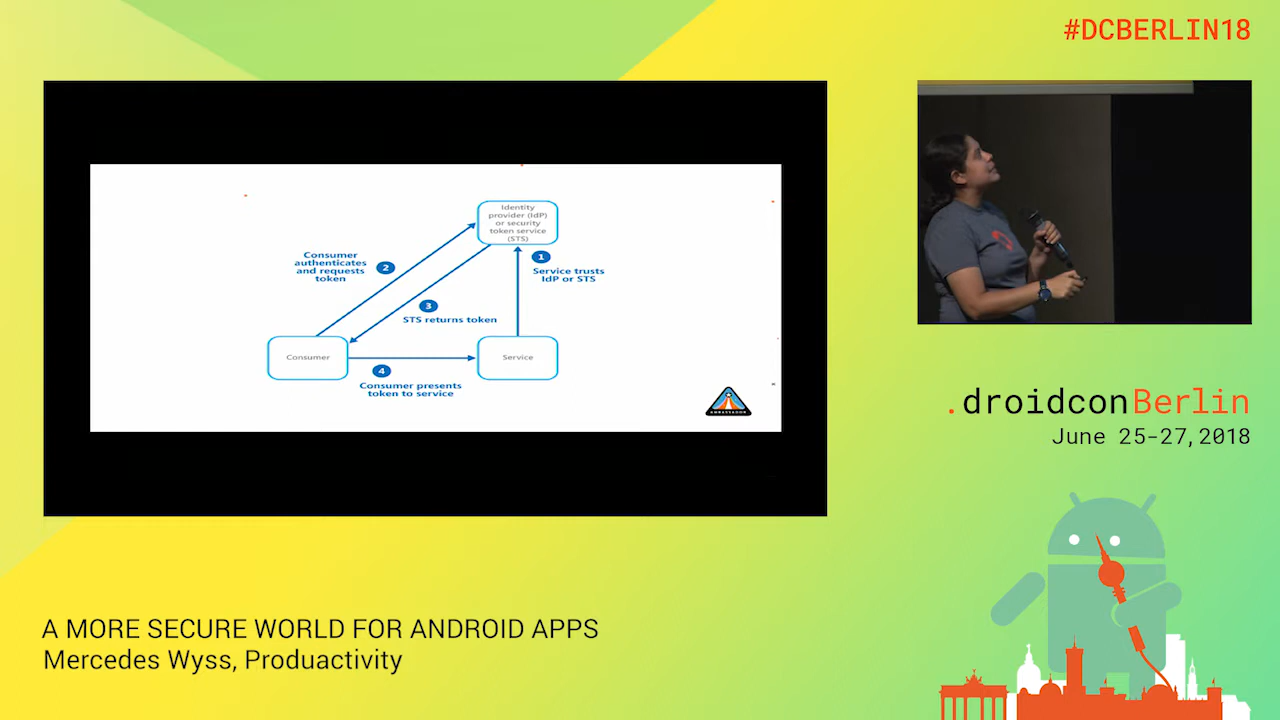 #DCBERLIN18
Identity
provider (IdP)
or security
token service
(STS)
Consumer
authenticates
and requests
token
2
1
Service trusts
IdP or STS
3
STS returns token
Consumer
Service
4
Consumer presents
token to service
AMBASSADOR
.droidconBerlin
June 25-27, 2018
A MORE SECURE WORLD FOR ANDROID APPS
Mercedes Wyss, Produactivity